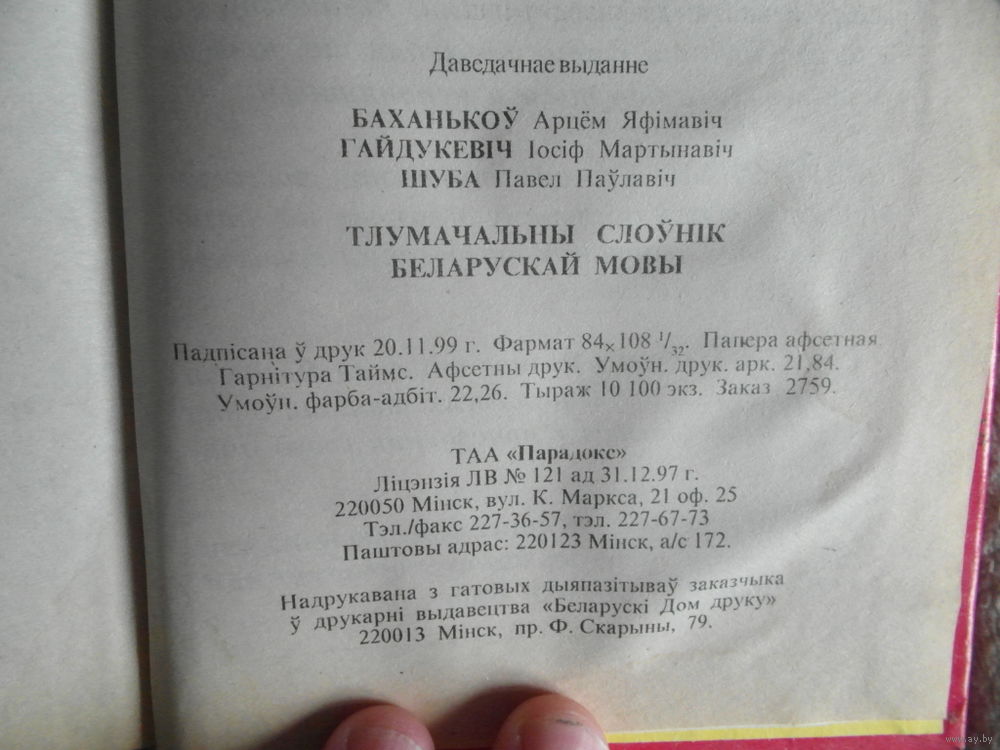 Даведачнае выданне
БАХАНЬКОЎ Арцём Яфімавіч
ГАЙДУКЕВІЧ Іосіф Мартынавіч
ШУБА Павел Паўлавіч
ТЛУМАЧАЛЬНЫ СЛОЎНІК
БЕЛАРУСКАЙ МОВЫ
Падпісана ў друк 20.11.99 г. Фармат 84×108 1/32. Папера афсетная
Гарнітура Таймс. Афсетны друк. Умоўн. друк. арк. 21,84.
Умоўн. фарба-адбіт. 22,26. Тыраж 10 100 экз. Заказ 2759.
ТАА «Парадокс»
Ліцэнзія ЛВ № 121 ад 31.12.97 г.
220050 Мінск, вул. К. Маркса, 21 оф. 25
Тэл./факс 227-36-57, тэл. 227-67-73
Паштовы адрас: 220123 Мінск, а/с 172.
Надрукавана з гатовых дыяпазітываў заказчыка
ў друкарні выдавецтва «Беларускі Дом друку»
220013 Мінск, пр. Ф. Скарыны, 79.
www.ay.by